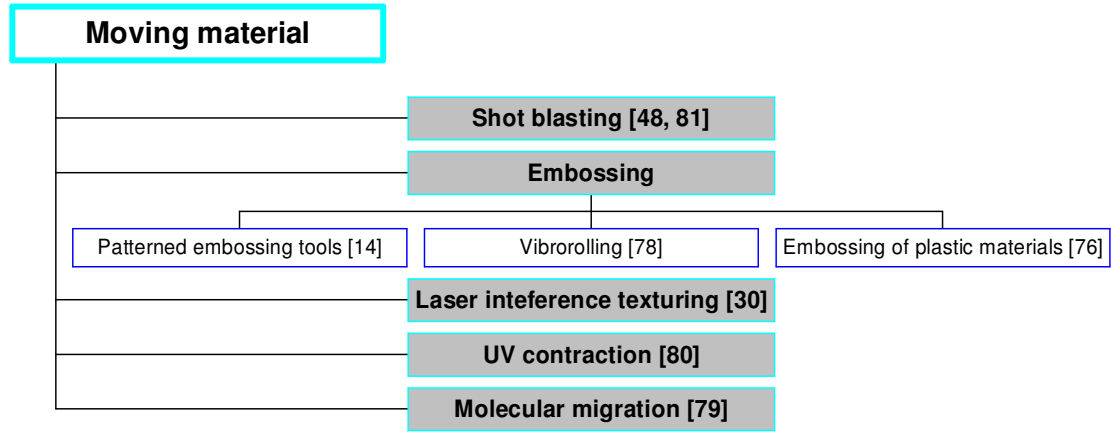 Moving material
Shot blasting [48, 81]
Embossing
Patterned embossing tools [14]
Vibrorolling [78]
Embossing of plastic materials [76]
Laser inteference texturing [30]
UV contraction [80]
Molecular migration [79]